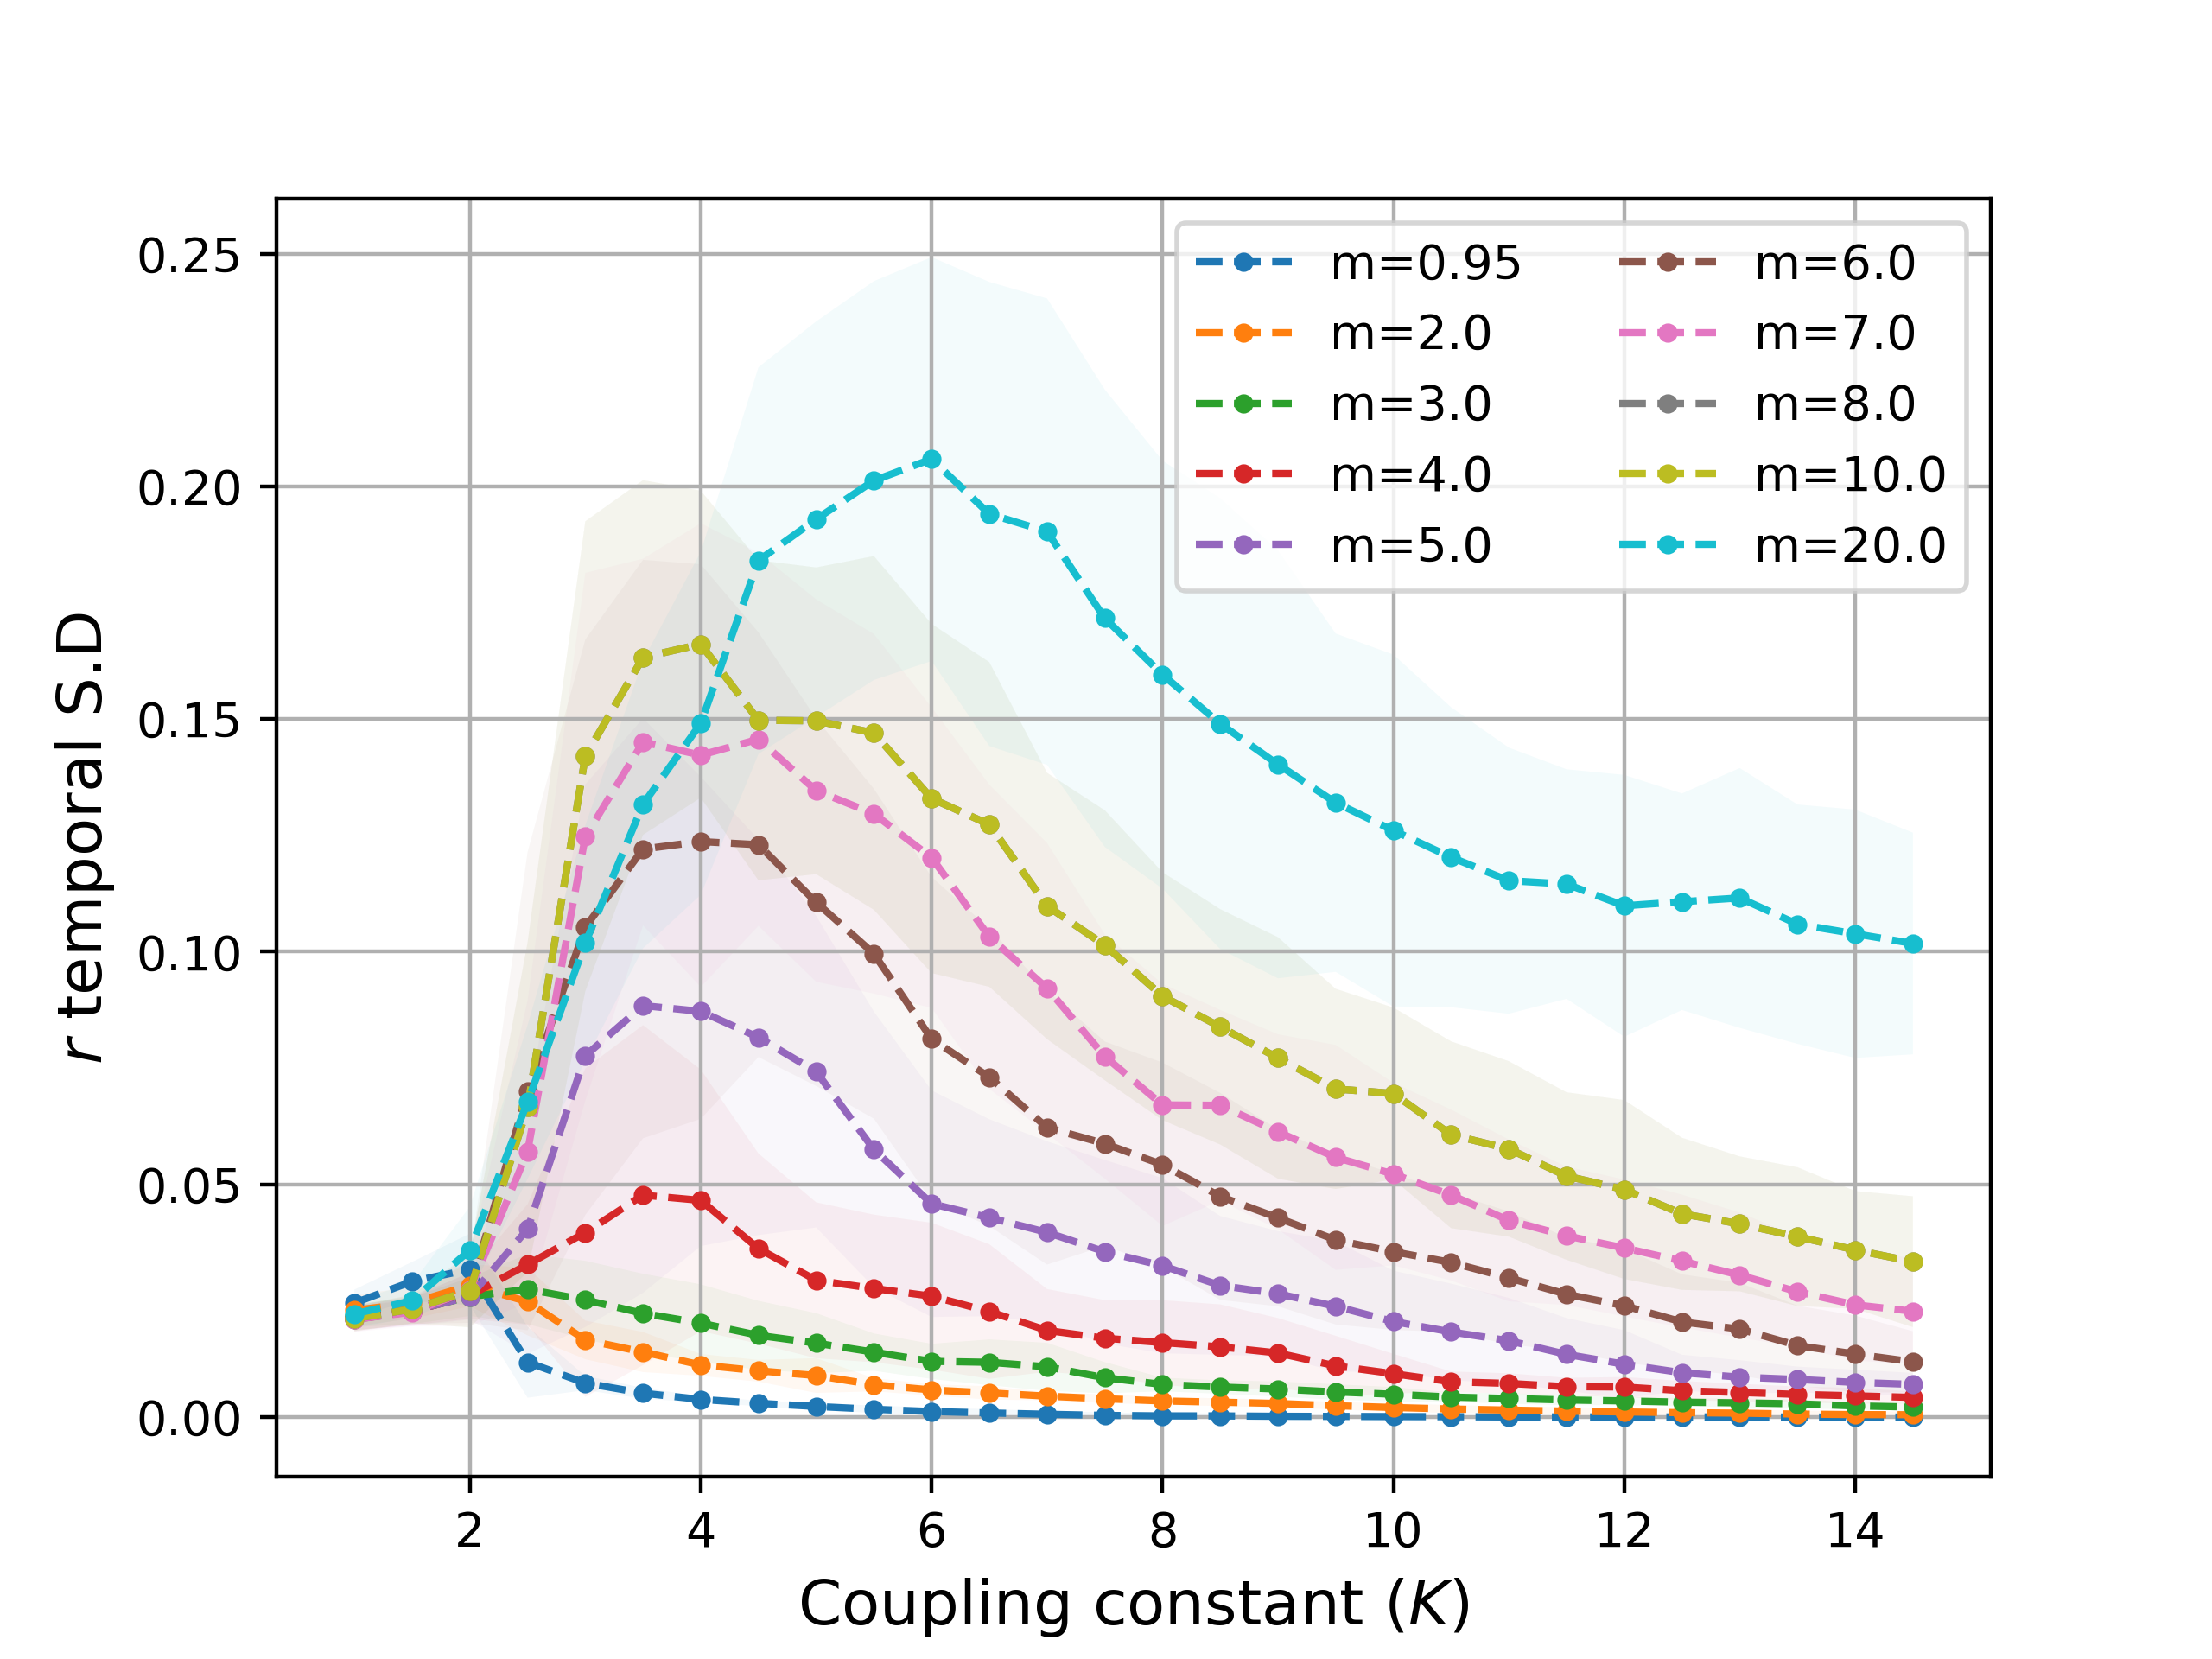 0.25
0.20
0.15
0.10
0.05
0.00
r temporal S.D
m=0.95
m=2.0
m=3.0
m=4.0
m=5.0
m=6.0
m=7.0
m=8.0
m=10.0
m=20.0
2 4 6 8 10 12 14
Coupling constant (K)